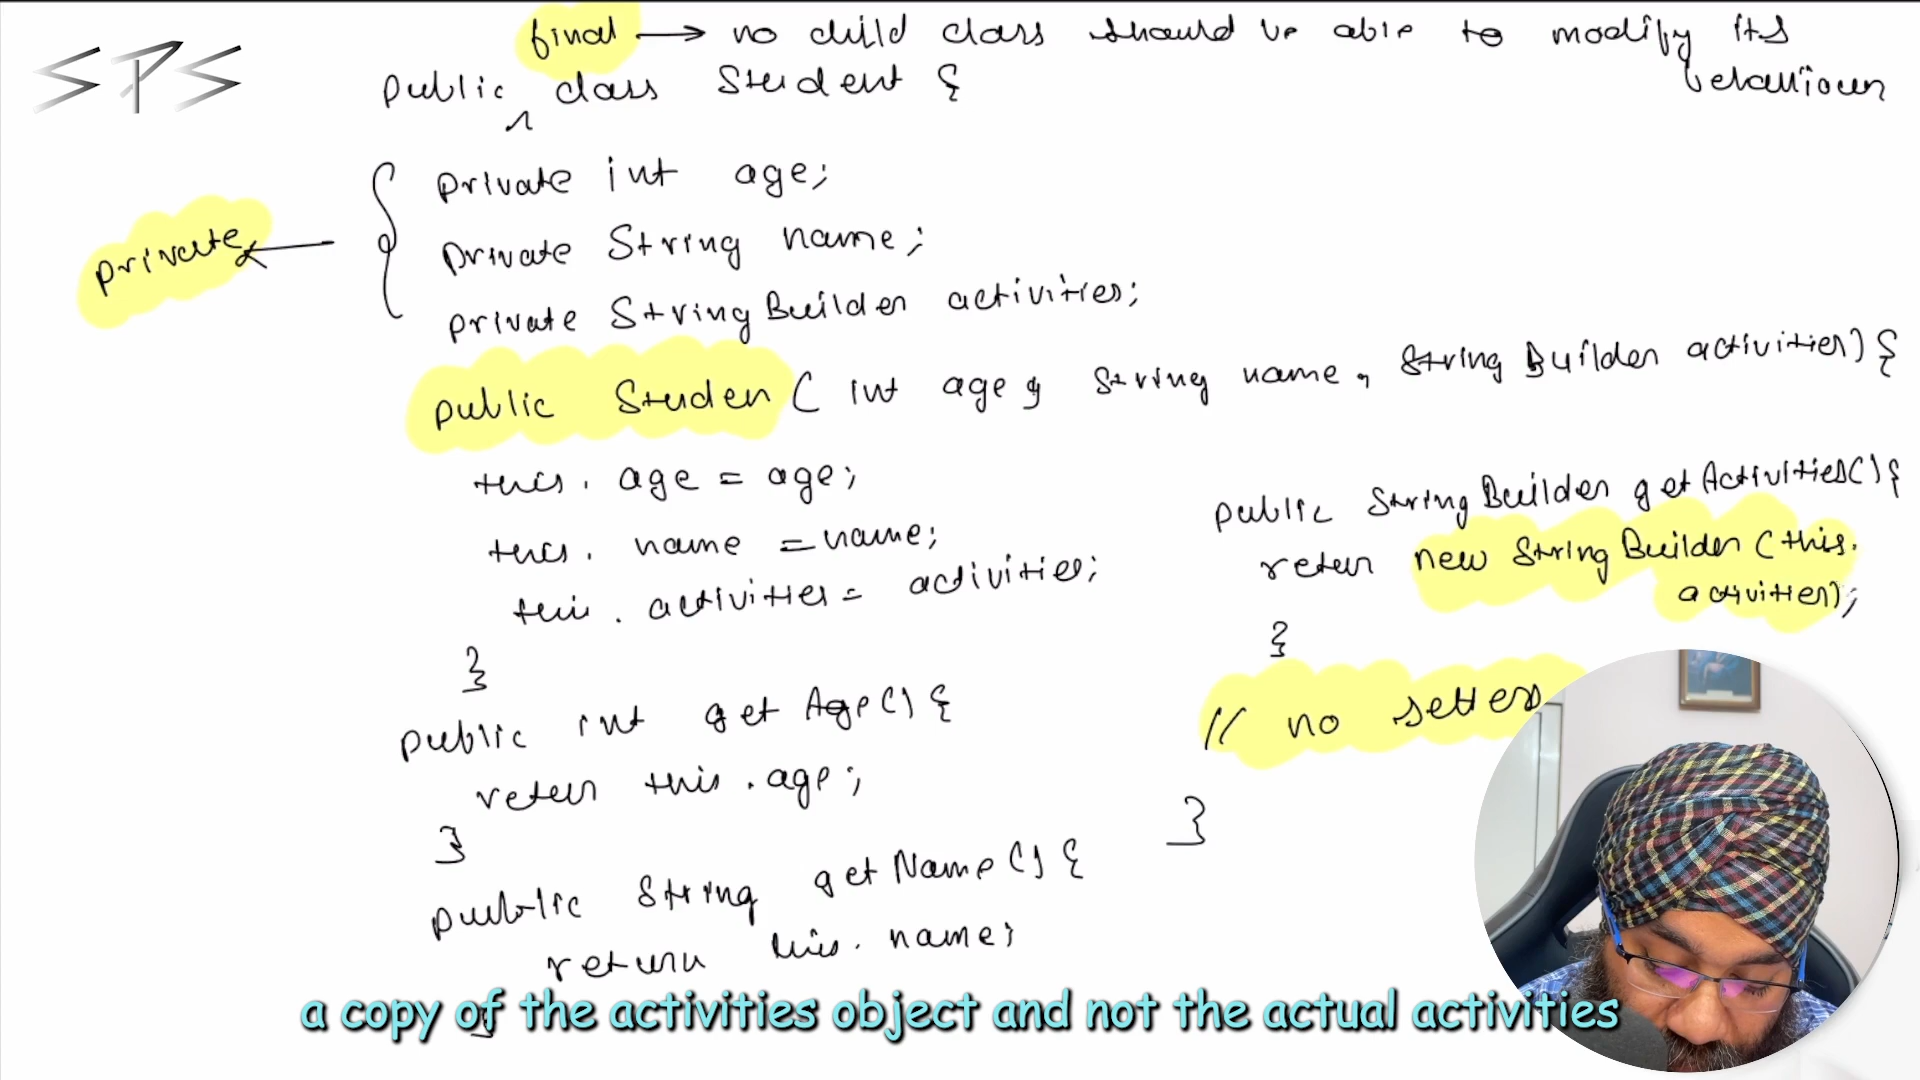 SPS
final → no child class should be able to modify its behaviour
public class Student {
private
private int age;
private String name;
private StringBuilder activities;
public Studen ( int age, String name, String Builder activities) {
this. age = age;
this. name = name;
this. activities = activities;
}
public int getAge() {
return this.age;
}
public String getName() {
return this. name;
}
public StringBuilder getActivities() {
return new StringBuilder (this.
activities);
}
// no setters
}
a copy of the activities object and not the actual activities